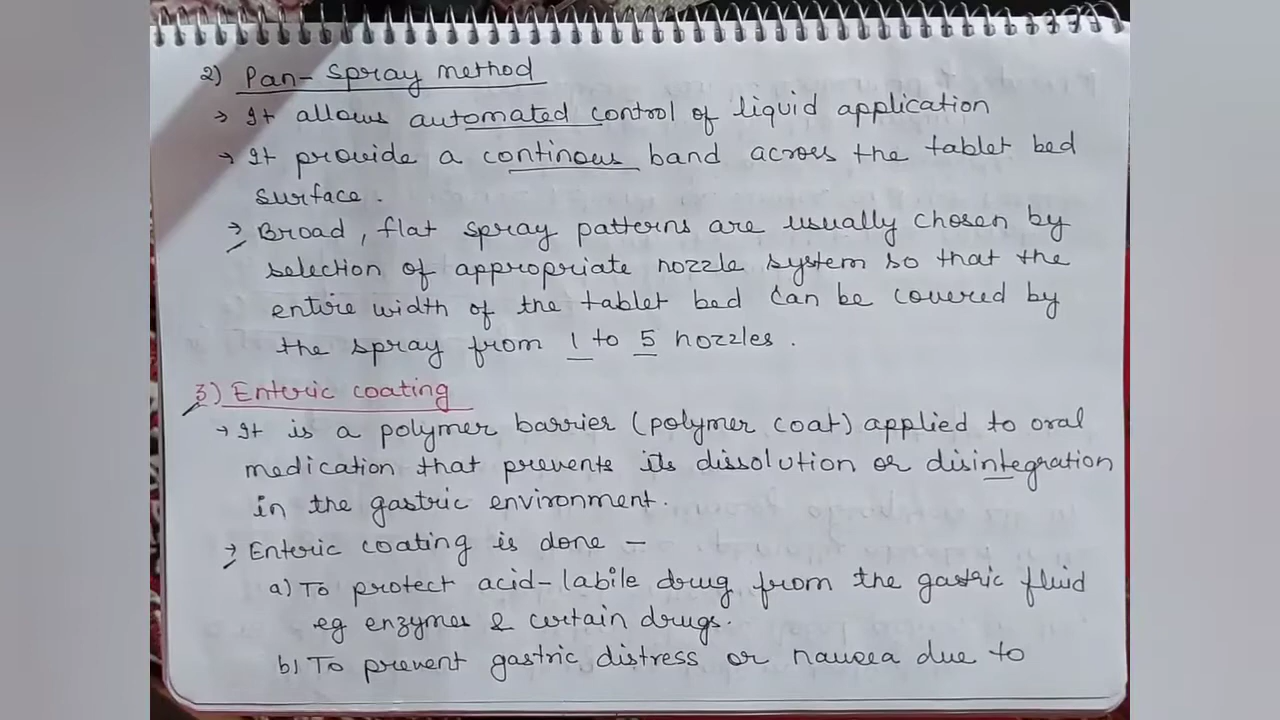 2) Pan-spray method
→ It allows automated control of liquid application
→ It provide a continous band across the tablet bed
surface.
→ Broad, flat spray patterns are usually chosen by
selection of appropriate nozzle system so that the
entire width of the tablet bed can be covered by
the spray from 1 to 5 nozzles.
3) Enteric coating
→ It is a polymer barrier (polymer coat) applied to oral
medication that prevents its dissolution or disintegration
in the gastric environment.
→ Enteric coating is done -
a) To protect acid-labile drug from the gastric fluid
eg enzymes & certain drugs.
b) To prevent gastric distress or nausea due to